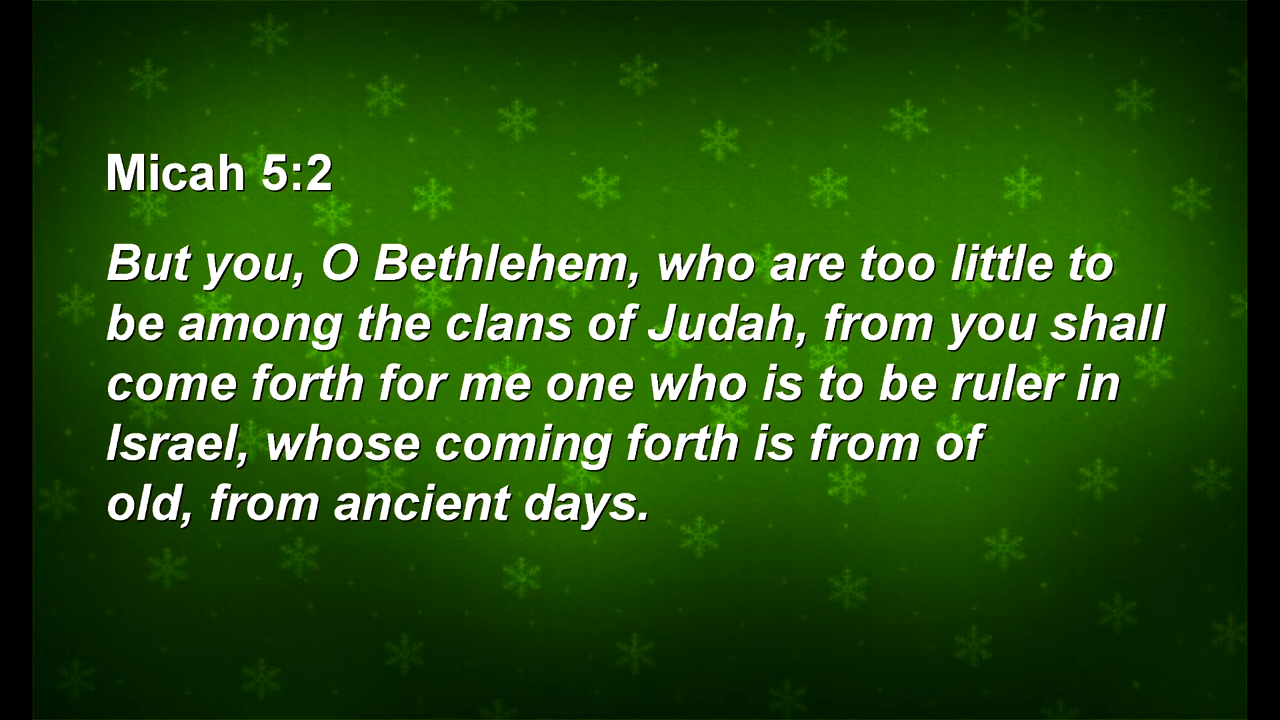 Micah 5:2
But you, O Bethlehem, who are too little to
be among the clans of Judah, from you shall
come forth for me one who is to be ruler in
Israel, whose coming forth is from of
old, from ancient days.